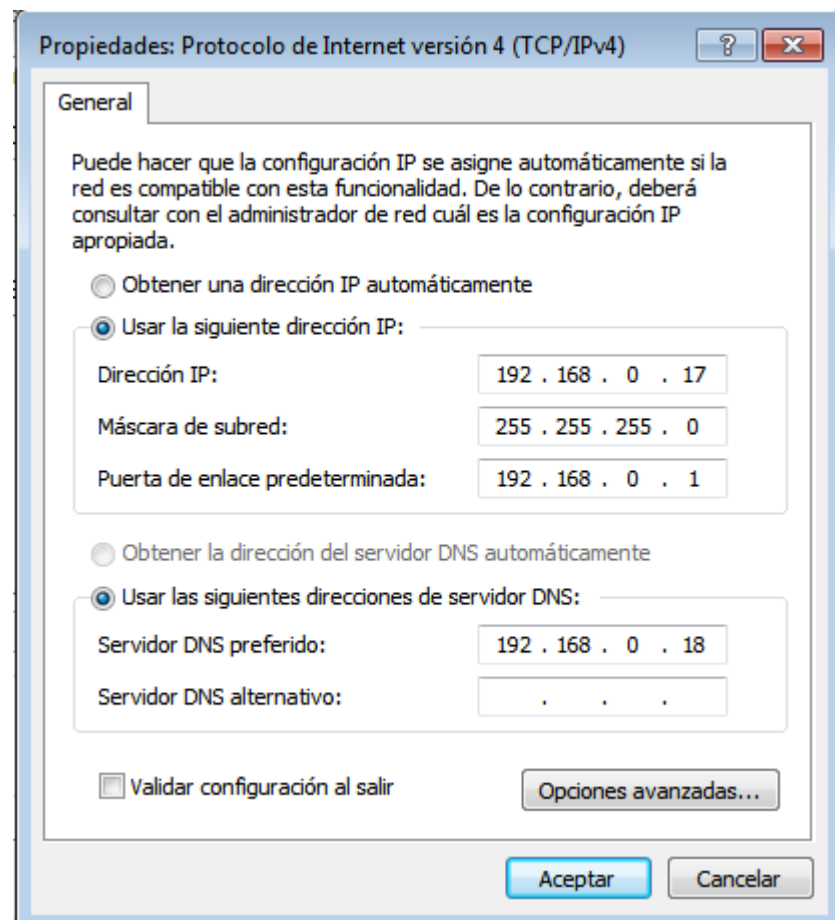 Propiedades: Protocolo de Internet versión 4 (TCP/IPv4)
General
Puede hacer que la configuración IP se asigne automáticamente si la
red es compatible con esta funcionalidad. De lo contrario, deberá
consultar con el administrador de red cuál es la configuración IP
apropiada.
Obtener una dirección IP automáticamente
Usar la siguiente dirección IP:
Dirección IP: 192 . 168 . 0 . 17
Máscara de subred: 255 . 255 . 255 . 0
Puerta de enlace predeterminada: 192 . 168 . 0 . 1
Obtener la dirección del servidor DNS automáticamente
Usar las siguientes direcciones de servidor DNS:
Servidor DNS preferido: 192 . 168 . 0 . 18
Servidor DNS alternativo: . . .
Validar configuración al salir Opciones avanzadas...
Aceptar Cancelar